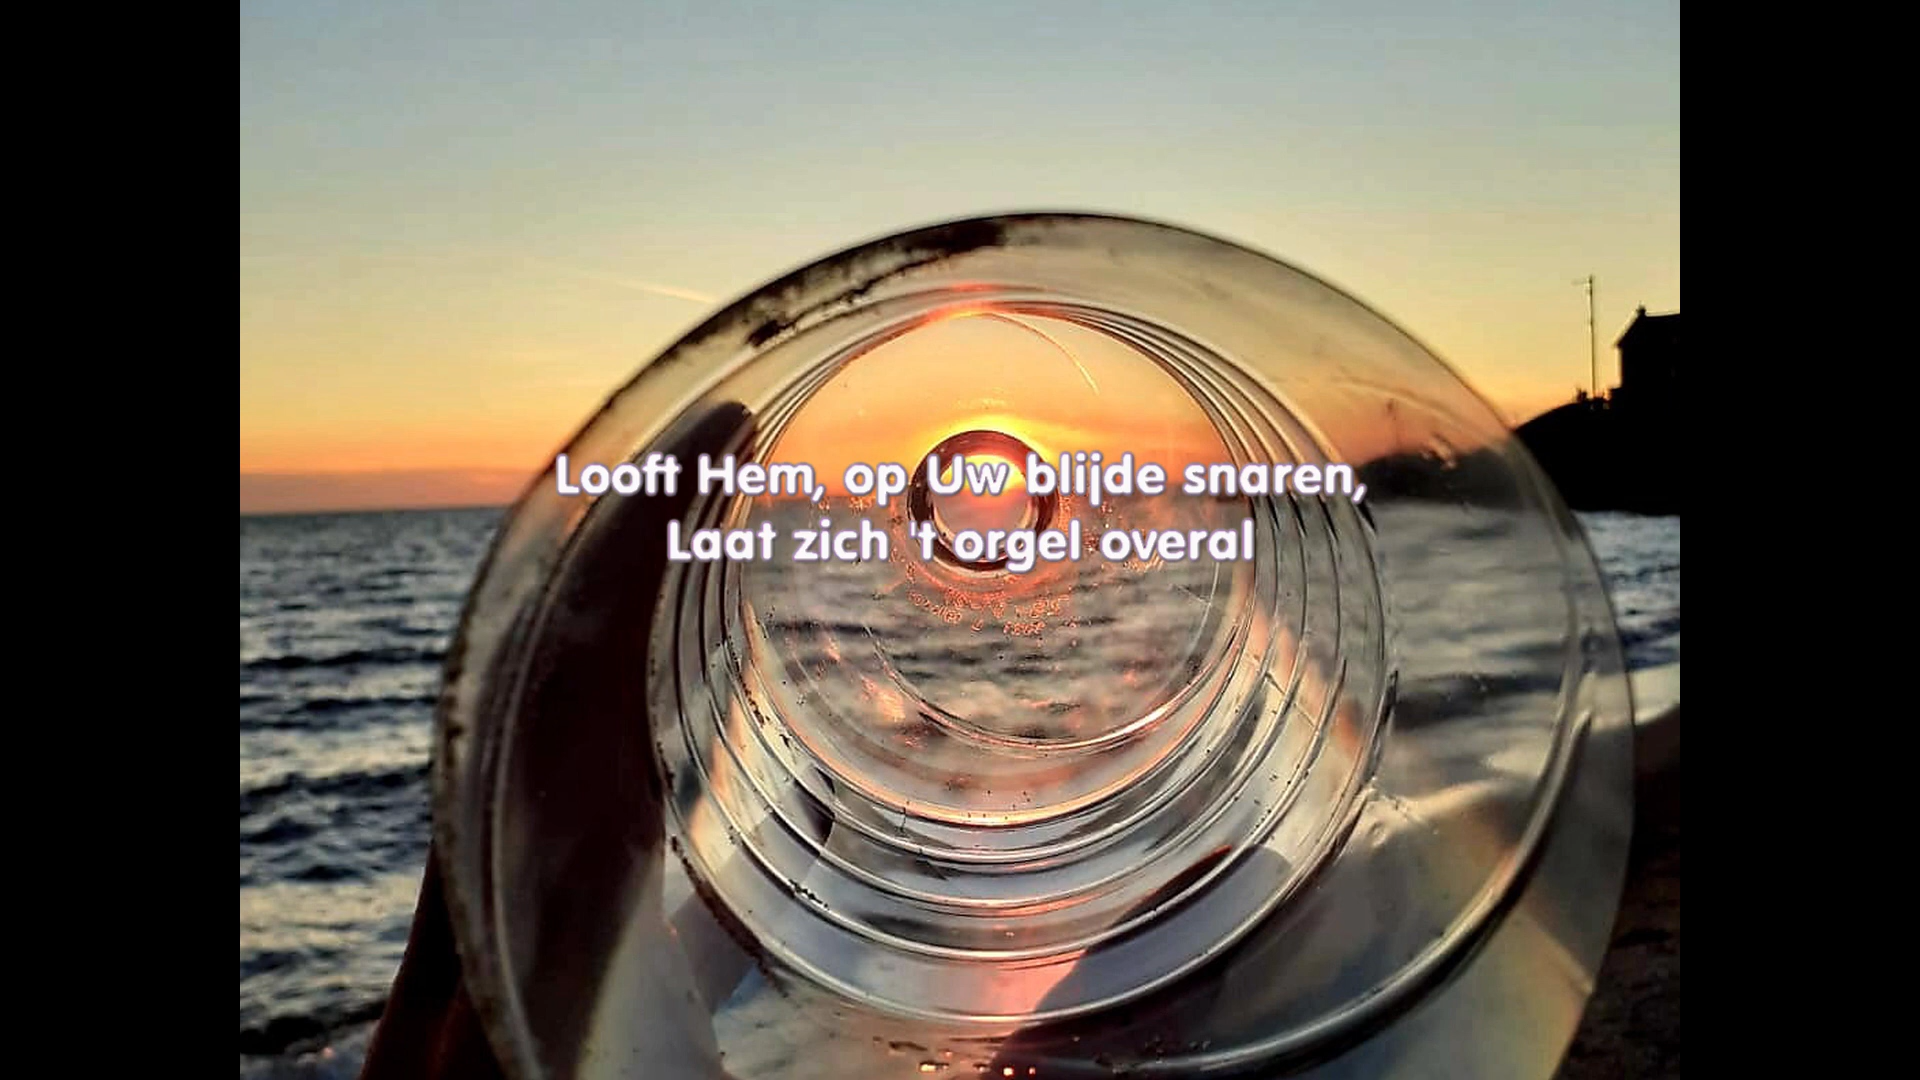 Looft Hem, op Uw blijde snaren,
Laat zich 't orgel overal